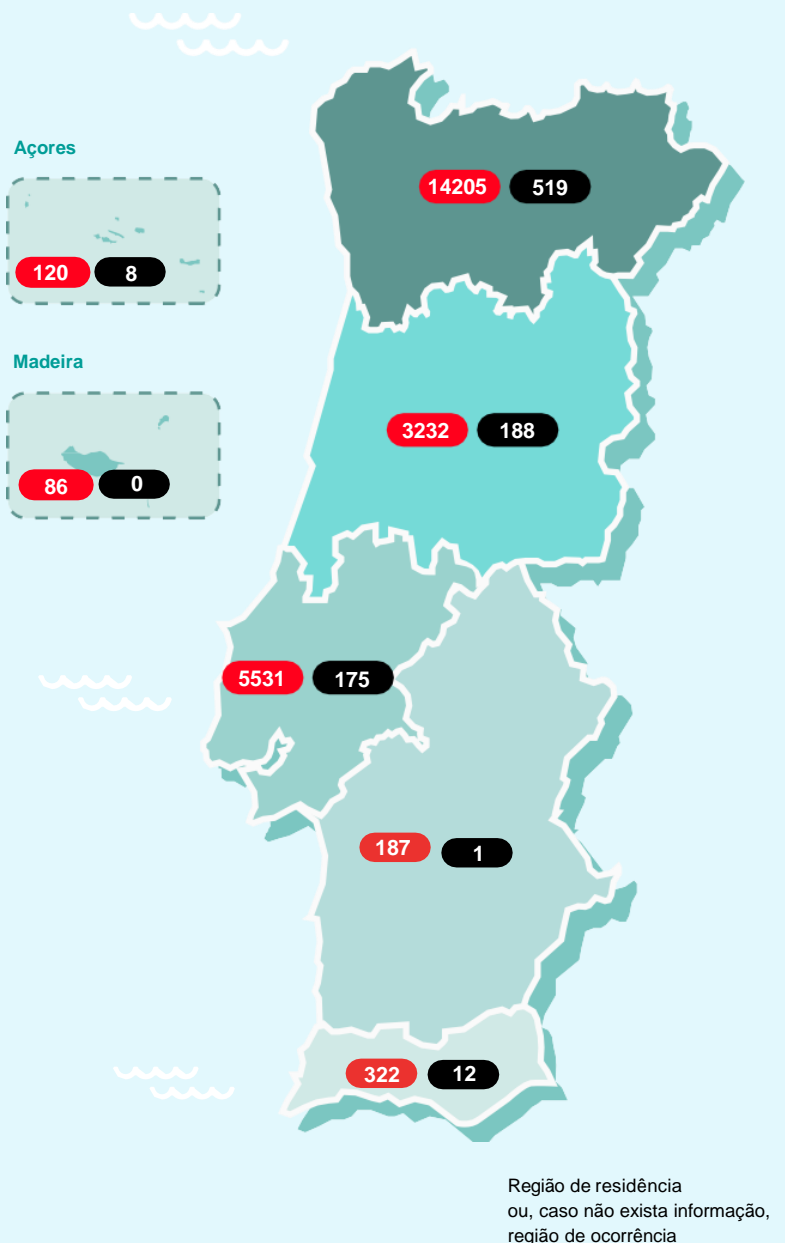 14205 519
Açores
120 8
Madeira
3232 188
86 0
5531 175
187 1
322 12
Região de residência
ou, caso não exista informação,
região de ocorrência